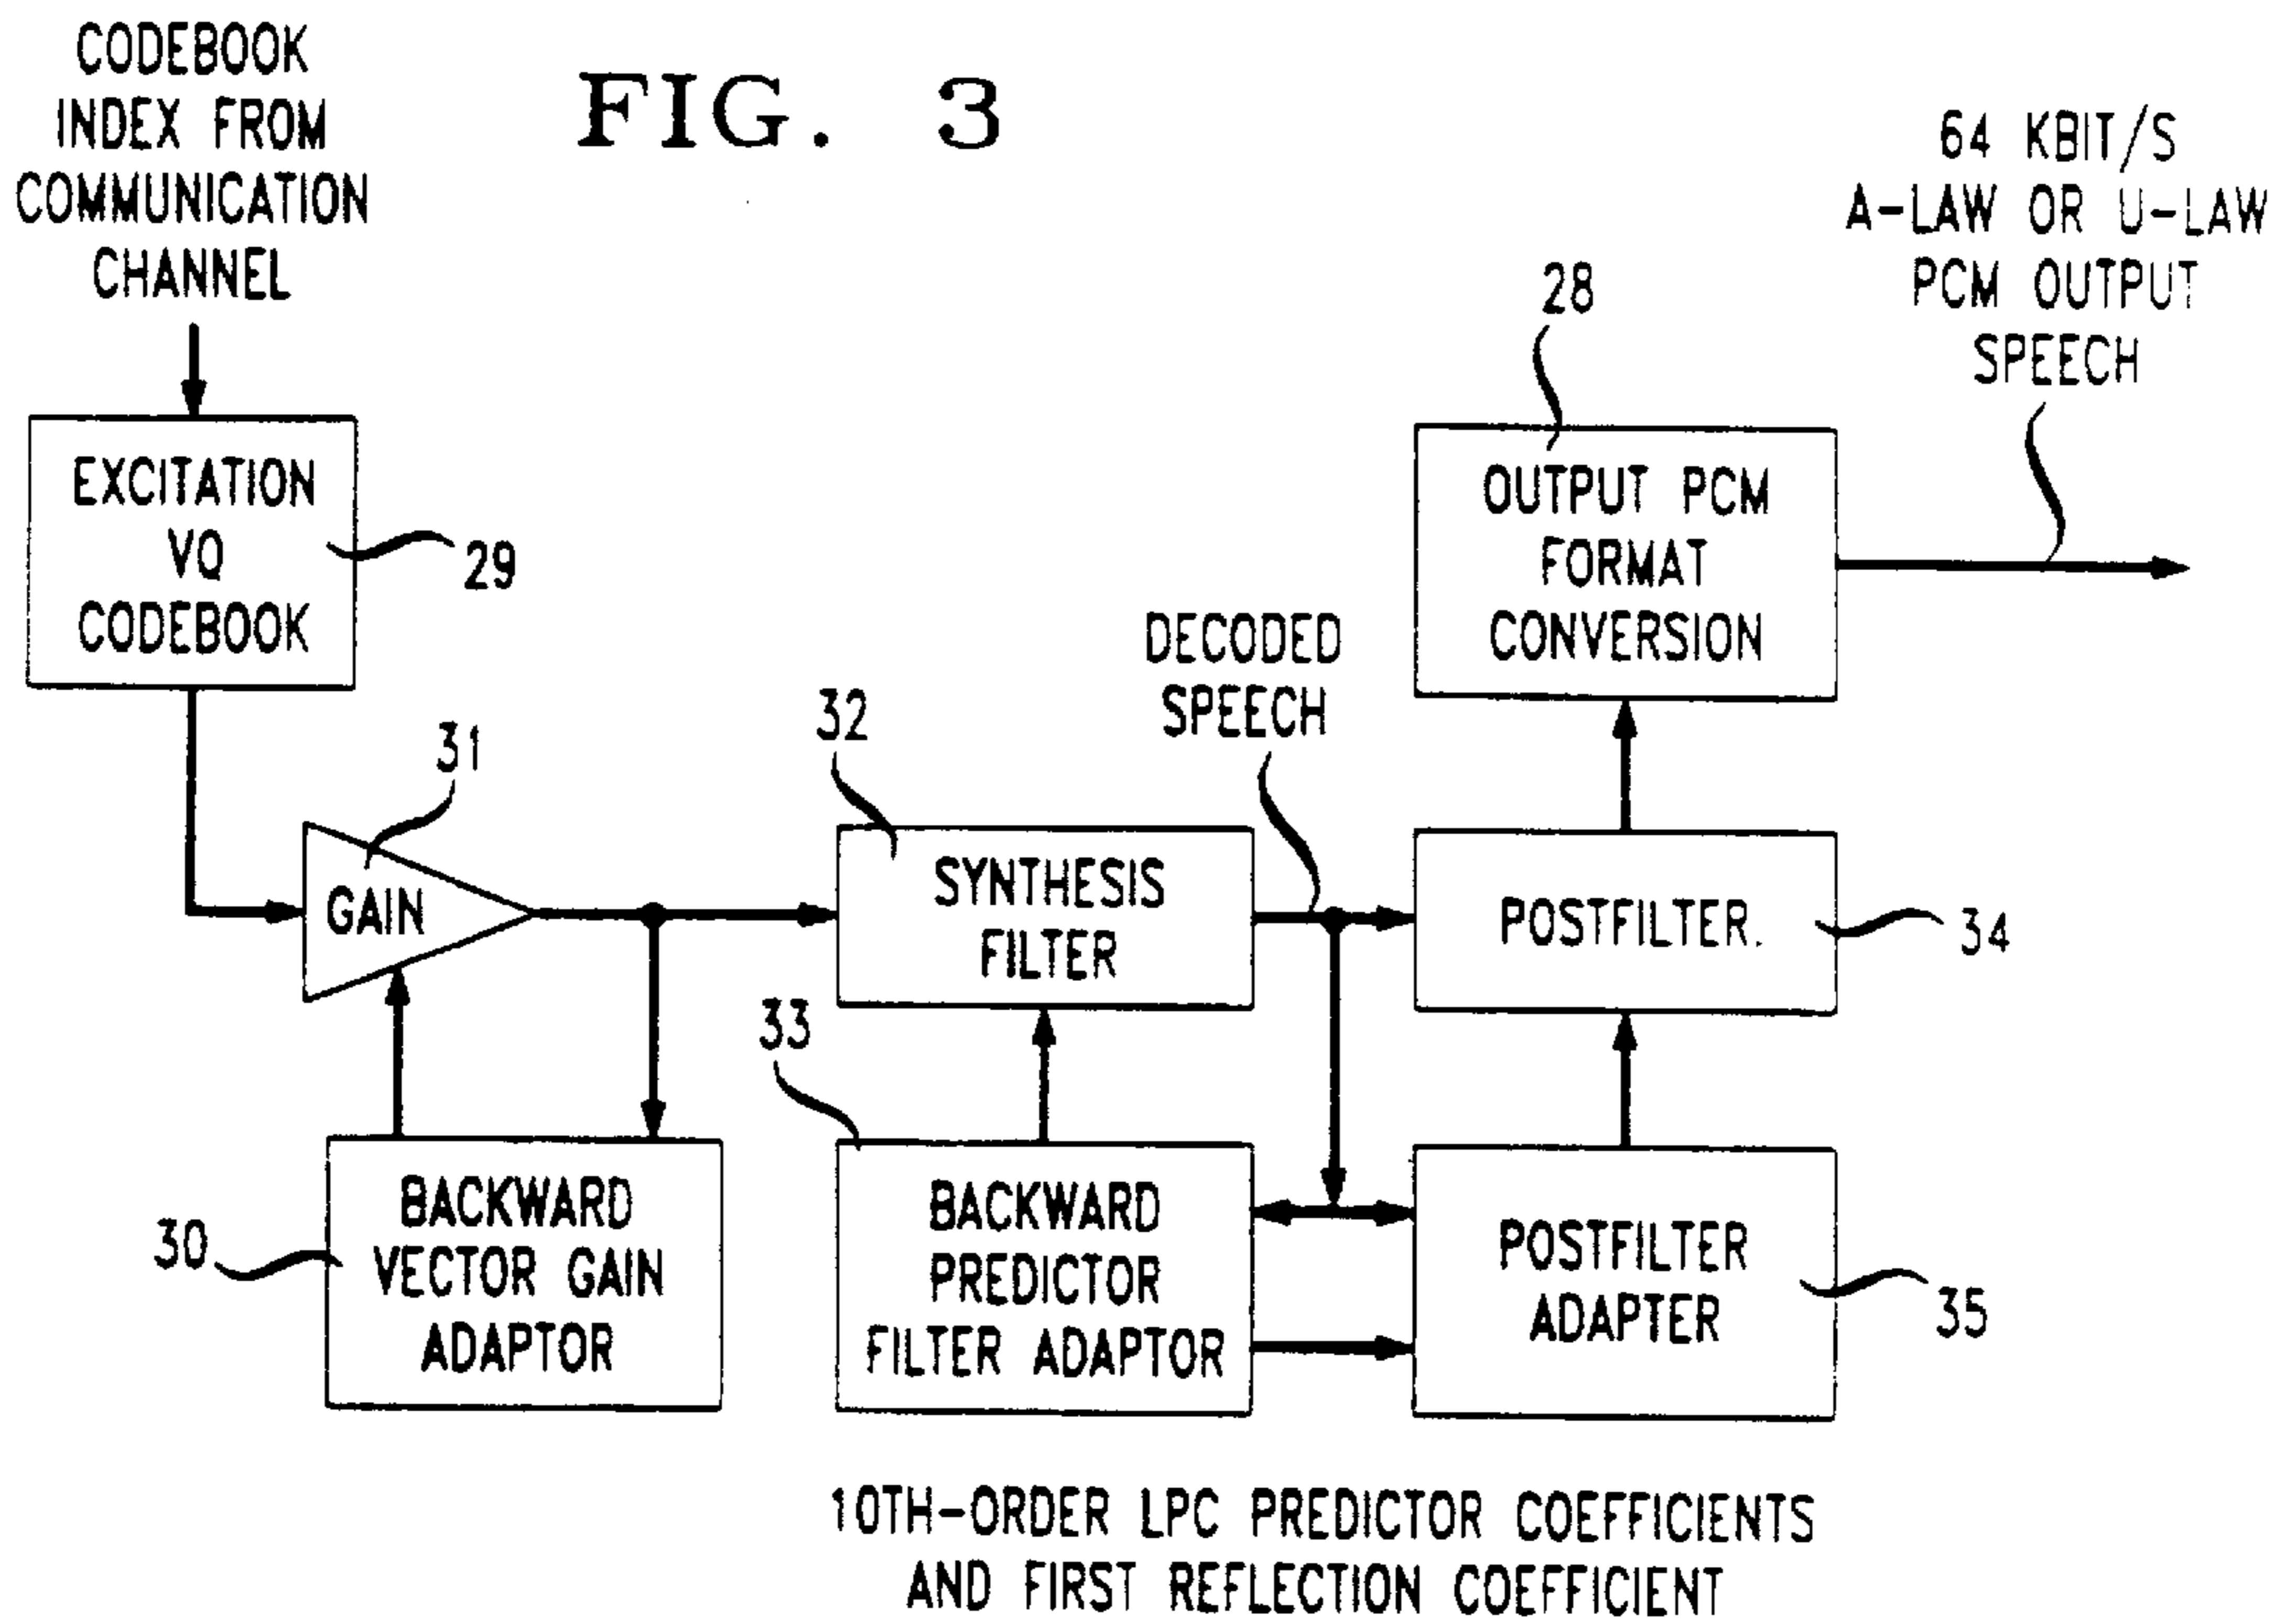 CODEBOOK
INDEX FROM
COMMUNICATION
CHANNEL
FIG. 3
64 KBIT/S
A-LAW OR U-LAW
PCM OUTPUT
SPEECH
28
EXCITATION
VQ
CODEBOOK
29
OUTPUT PCM
FORMAT
CONVERSION
DECODED
SPEECH
31
32
GAIN
SYNTHESIS
FILTER
POSTFILTER.
34
33
30
BACKWARD
VECTOR GAIN
ADAPTOR
BACKWARD
PREDICTOR
FILTER ADAPTOR
POSTFILTER
ADAPTER
35
10TH-ORDER LPC PREDICTOR COEFFICIENTS
AND FIRST REFLECTION COEFFICIENT